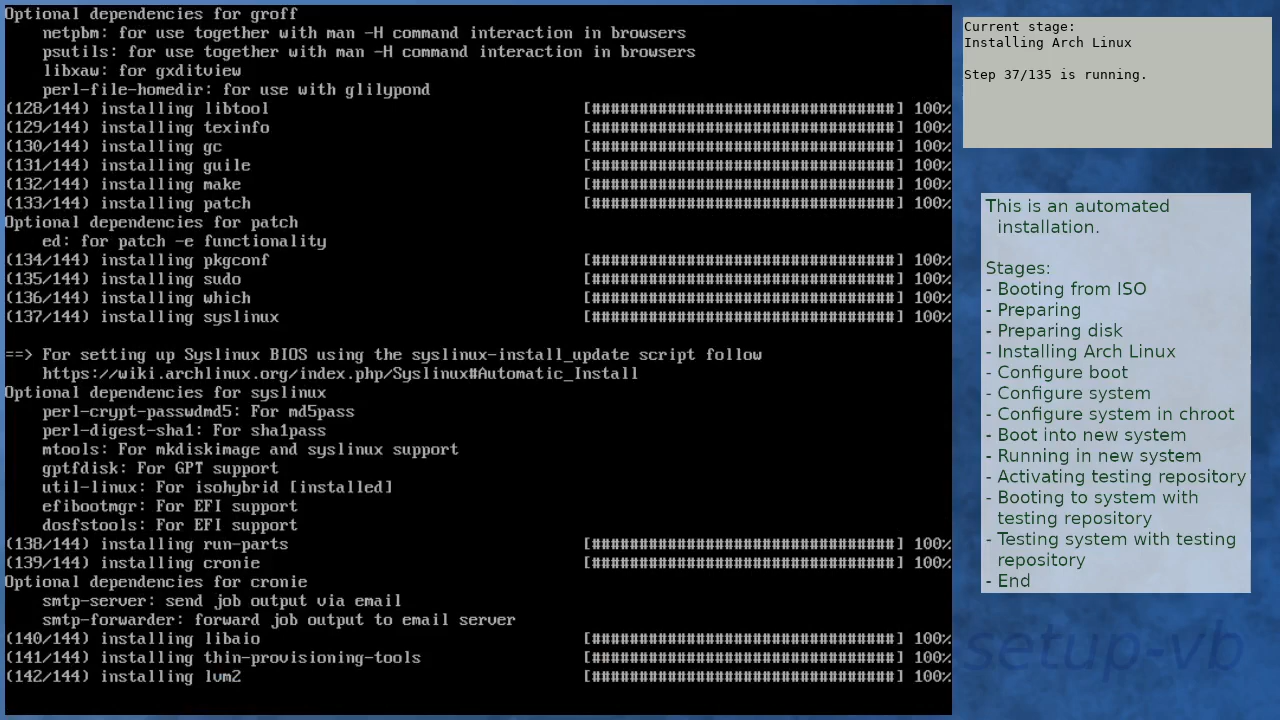 Optional dependencies for groff
netpbm: for use together with man -H command interaction in browsers
psutils: for use together with man -H command interaction in browsers
libxaw: for gxditview
perl-file-homedir: for use with glilypond
(128/144) installing libtool [################################] 100%
(129/144) installing texinfo [################################] 100%
(130/144) installing gc [################################] 100%
(131/144) installing guile [################################] 100%
(132/144) installing make [################################] 100%
(133/144) installing patch [################################] 100%
Optional dependencies for patch
ed: for patch -e functionality
(134/144) installing pkgconf [################################] 100%
(135/144) installing sudo [################################] 100%
(136/144) installing which [################################] 100%
(137/144) installing syslinux [################################] 100%
==> For setting up Syslinux BIOS using the syslinux-install_update script follow
https://wiki.archlinux.org/index.php/Syslinux#Automatic_Install
Optional dependencies for syslinux
perl-crypt-passwdmd5: For md5pass
perl-digest-sha1: For sha1pass
mtools: For mkdiskimage and syslinux support
gptfdisk: For GPT support
util-linux: For isohybrid [installed]
efibootmgr: For EFI support
dosfstools: For EFI support
(138/144) installing run-parts [################################] 100%
(139/144) installing cronie [################################] 100%
Optional dependencies for cronie
smtp-server: send job output via email
smtp-forwarder: forward job output to email server
(140/144) installing libaio [################################] 100%
(141/144) installing thin-provisioning-tools [################################] 100%
(142/144) installing lvm2 [################################] 100%
Current stage:
Installing Arch Linux
Step 37/135 is running.
This is an automated
installation.
Stages:
- Booting from ISO
- Preparing
- Preparing disk
- Installing Arch Linux
- Configure boot
- Configure system
- Configure system in chroot
- Boot into new system
- Running in new system
- Activating testing repository
- Booting to system with
testing repository
- Testing system with testing
repository
- End
setup-vb